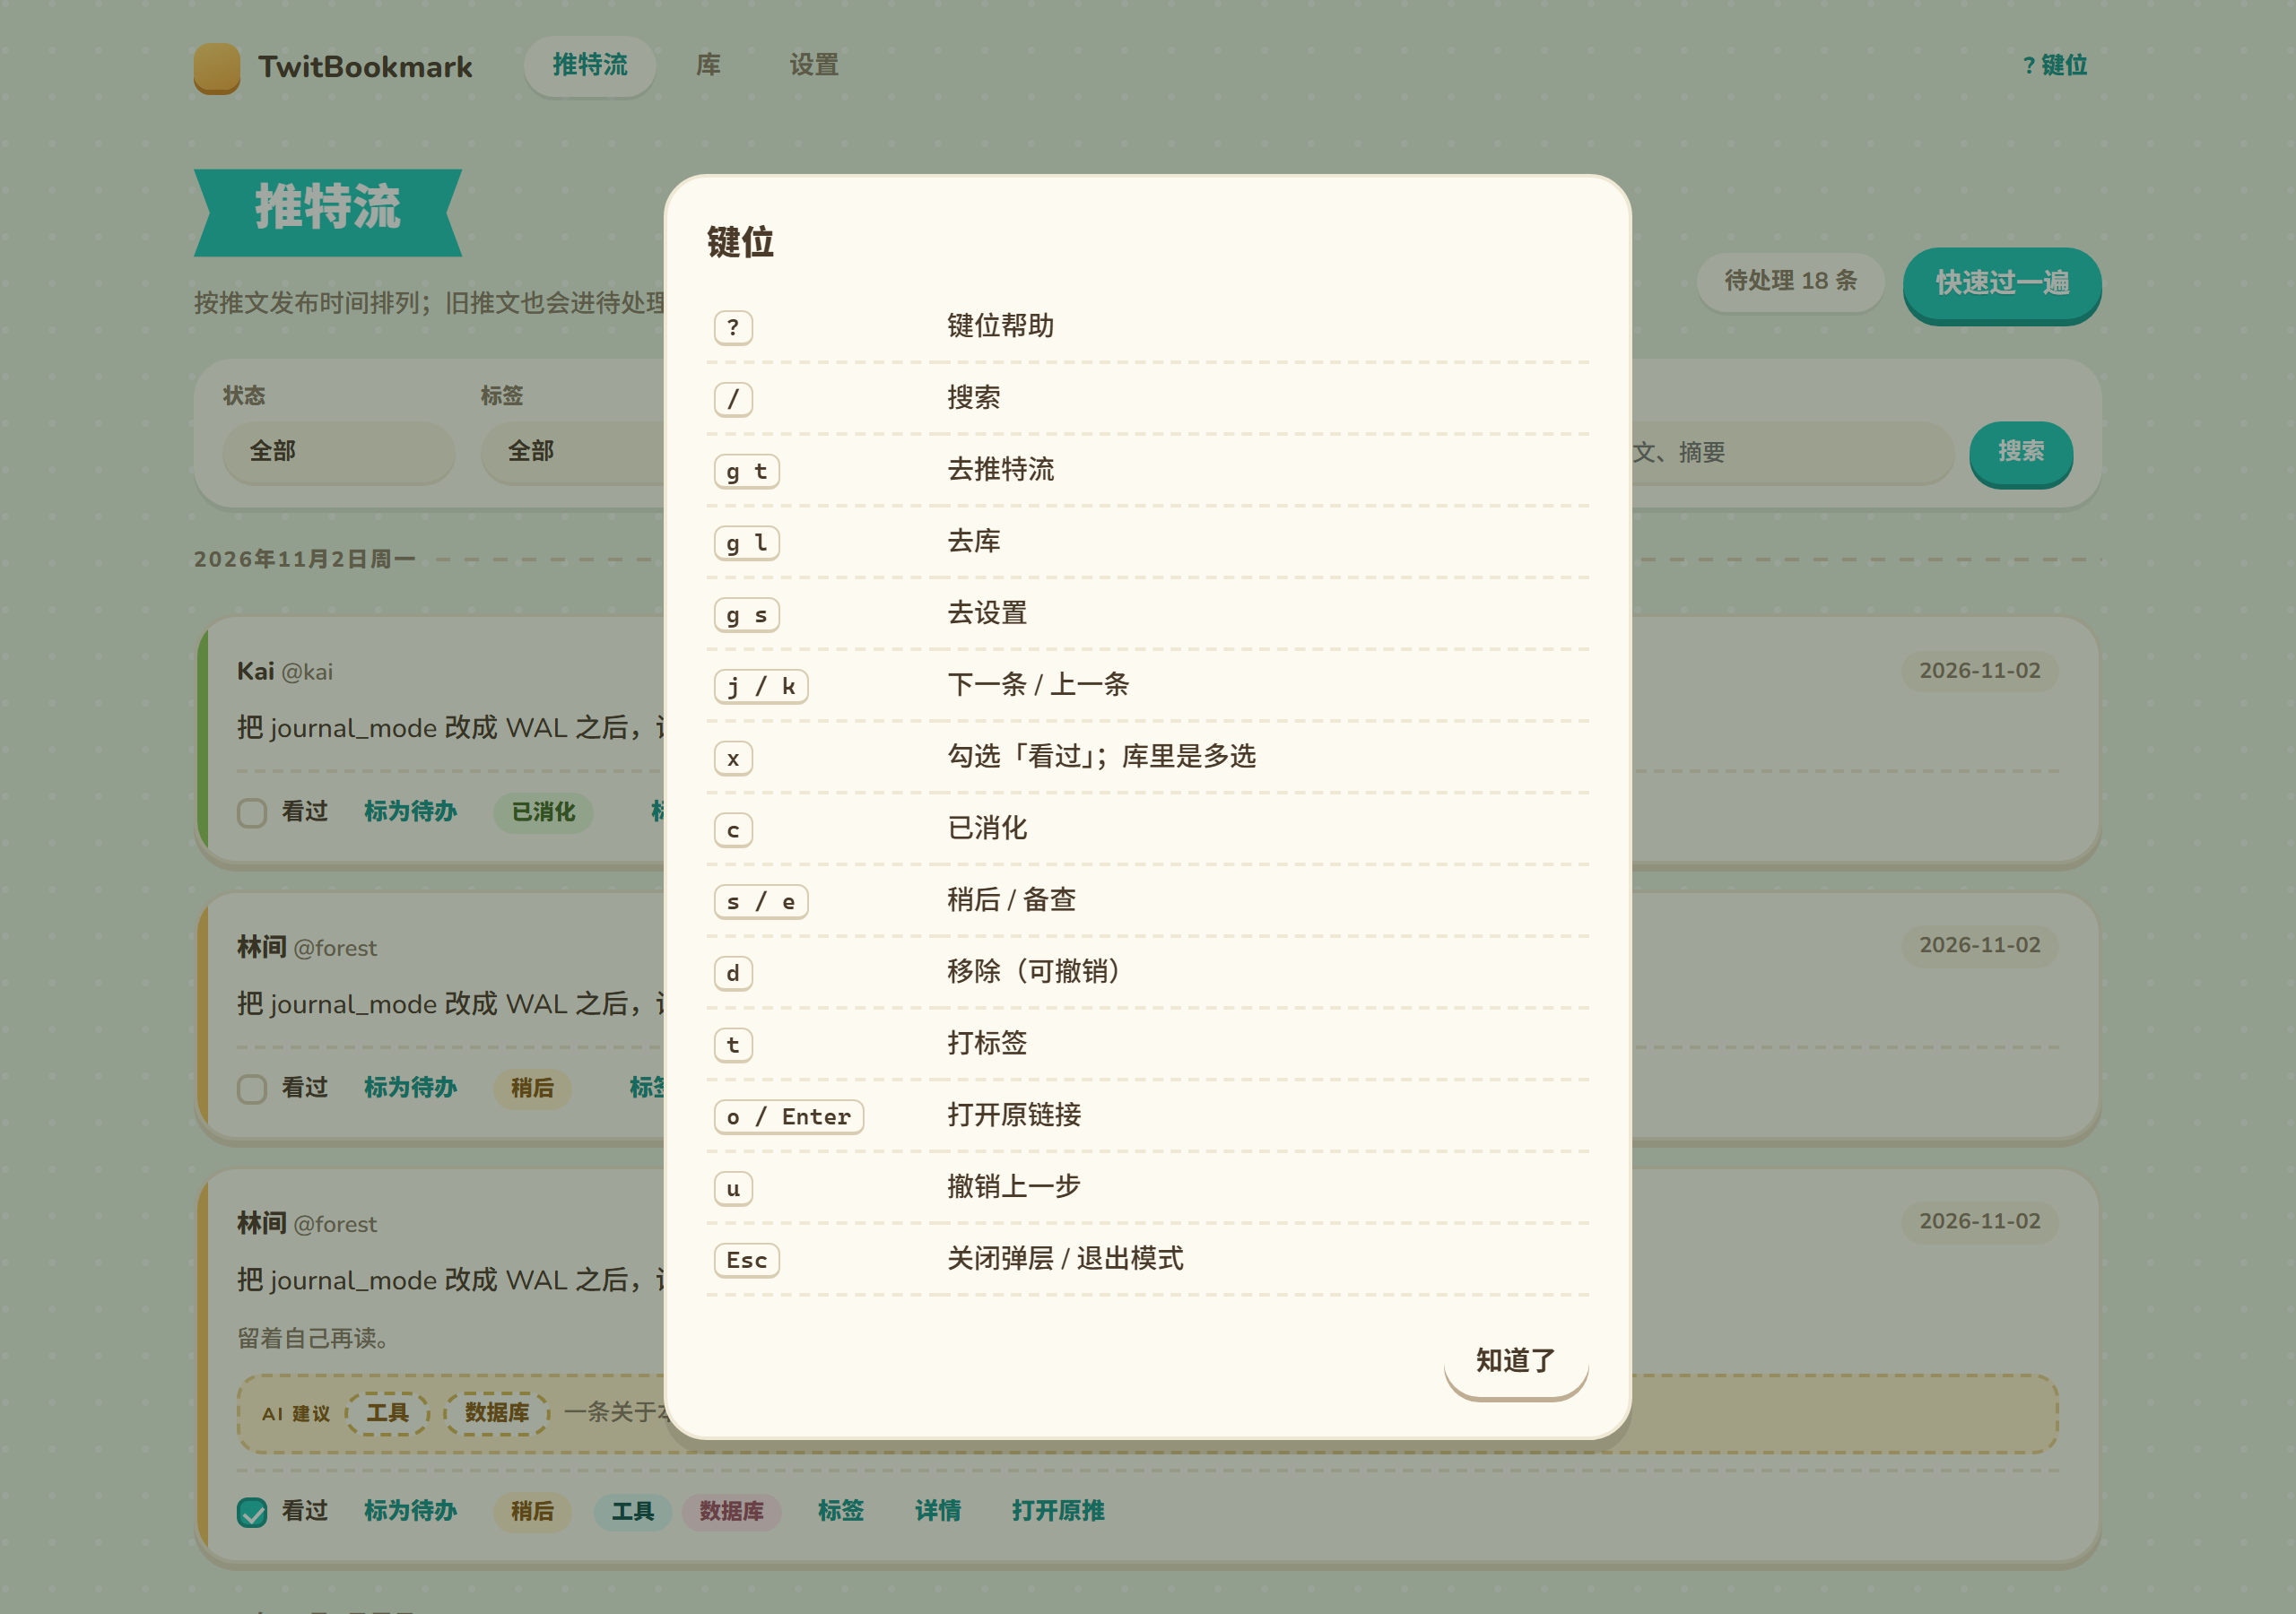 TwitBookmark 推特流 库 设置 ? 键位
推特流
按推文发布时间排列；旧推文也会进待处理
待处理 18 条 快速过一遍
状态 标签
全部 全部 文、摘要 搜索
2026年11月2日周一
Kai @kai 2026-11-02
把 journal_mode 改成 WAL 之后，
看过 标为待办 已消化
林间 @forest 2026-11-02
把 journal_mode 改成 WAL 之后，
看过 标为待办 稍后 标签
林间 @forest 2026-11-02
把 journal_mode 改成 WAL 之后，
留着自己再读。
AI 建议 工具 数据库 一条关于
看过 标为待办 稍后 工具 数据库 标签 详情 打开原推
键位
? 键位帮助
/ 搜索
g t 去推特流
g l 去库
g s 去设置
j / k 下一条 / 上一条
x 勾选「看过」；库里是多选
c 已消化
s / e 稍后 / 备查
d 移除（可撤销）
t 打标签
o / Enter 打开原链接
u 撤销上一步
Esc 关闭弹层 / 退出模式
知道了